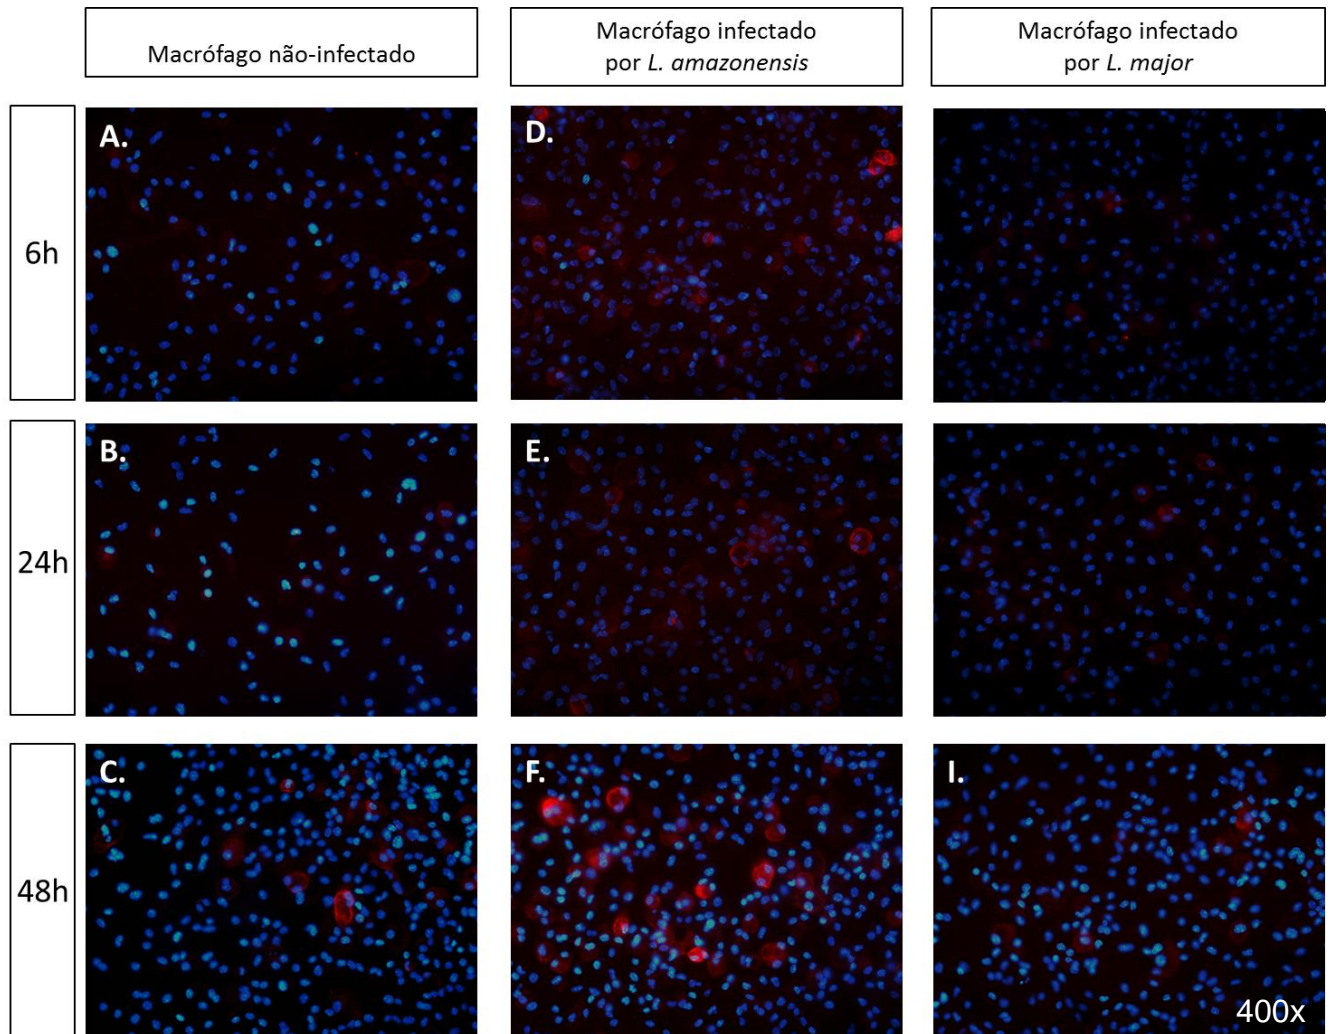 Macrófago não-infectado
Macrófago infectado
por L. amazonensis
Macrófago infectado
por L. major
6h
A.
D.
24h
B.
E.
48h
C.
F.
I.
400x